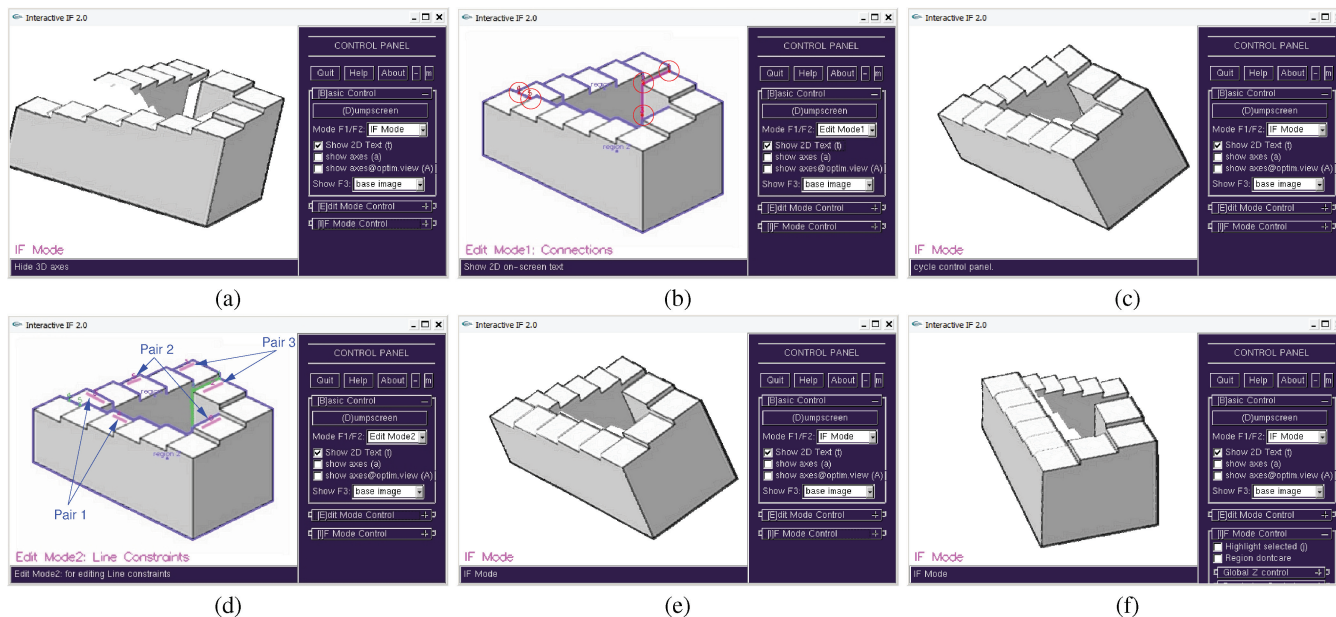 Interactive IF 2.0
CONTROL PANEL
Quit Help About - m
[B]asic Control
(D)umpscreen
Mode F1/F2: IF Mode
Show 2D Text (t)
show axes (a)
show axes@optim.view (A)
Show F3: base image
[E]dit Mode Control
[I]F Mode Control
IF Mode
Hide 3D axes
(a)
Interactive IF 2.0
region
region 2
CONTROL PANEL
Quit Help About - m
[B]asic Control
(D)umpscreen
Mode F1/F2: Edit Mode1
Show 2D Text (t)
show axes (a)
show axes@optim.view (A)
Show F3: base image
[E]dit Mode Control
[I]F Mode Control
Edit Mode1: Connections
Show 2D on-screen text
(b)
Interactive IF 2.0
CONTROL PANEL
Quit Help About - m
[B]asic Control
(D)umpscreen
Mode F1/F2: IF Mode
Show 2D Text (t)
show axes (a)
show axes@optim.view (A)
Show F3: base image
[E]dit Mode Control
[I]F Mode Control
IF Mode
cycle control panel.
(c)
Interactive IF 2.0
Pair 2
Pair 3
region 2
Pair 1
CONTROL PANEL
Quit Help About - m
[B]asic Control
(D)umpscreen
Mode F1/F2: Edit Mode2
Show 2D Text (t)
show axes (a)
show axes@optim.view (A)
Show F3: base image
[E]dit Mode Control
[I]F Mode Control
Edit Mode2: Line Constraints
Edit Mode2: for editing Line constraints
(d)
Interactive IF 2.0
CONTROL PANEL
Quit Help About - m
[B]asic Control
(D)umpscreen
Mode F1/F2: IF Mode
Show 2D Text (t)
show axes (a)
show axes@optim.view (A)
Show F3: base image
[E]dit Mode Control
[I]F Mode Control
IF Mode
IF Mode
(e)
Interactive IF 2.0
CONTROL PANEL
Quit Help About - m
[B]asic Control
(D)umpscreen
Mode F1/F2: IF Mode
Show 2D Text (t)
show axes (a)
show axes@optim.view (A)
Show F3: base image
[E]dit Mode Control
[I]F Mode Control
Highlight selected (j)
Region dontcare
Global Z control
IF Mode
IF Mode
(f)